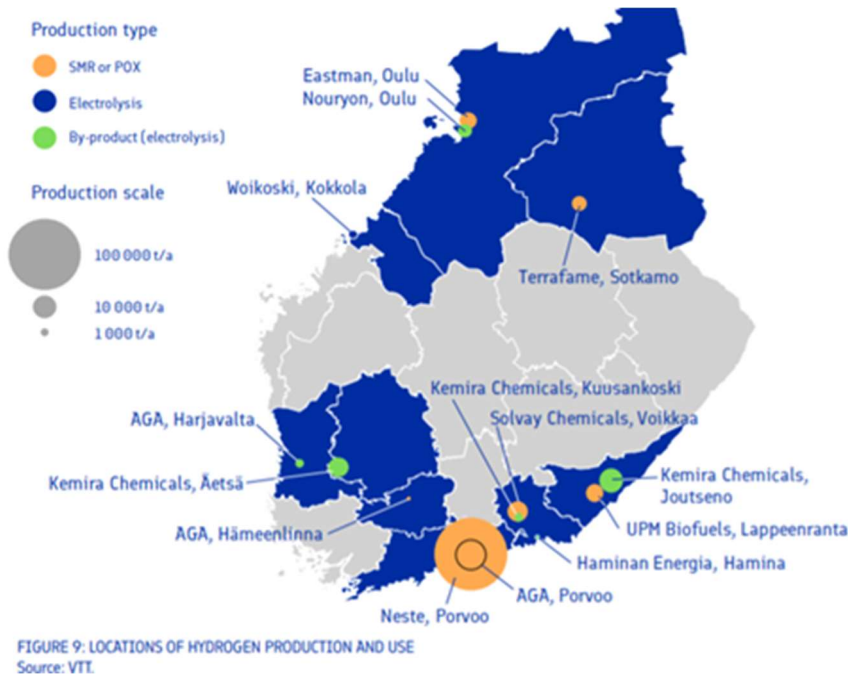 Production type
SMR or POX
Electrolysis
By-product (electrolysis)
Production scale
100 000 t/a
10 000 t/a
1 000 t/a
Eastman, Oulu
Nouryon, Oulu
Woikoski, Kokkola
Terrafame, Sotkamo
Kemira Chemicals, Kuusankoski
Solvay Chemicals, Voikkaa
AGA, Harjavalta
Kemira Chemicals, Äetsä
Kemira Chemicals,
Joutseno
AGA, Hämeenlinna
UPM Biofuels, Lappeenranta
Haminan Energia, Hamina
AGA, Porvoo
Neste, Porvoo
FIGURE 9: LOCATIONS OF HYDROGEN PRODUCTION AND USE
Source: VTT.